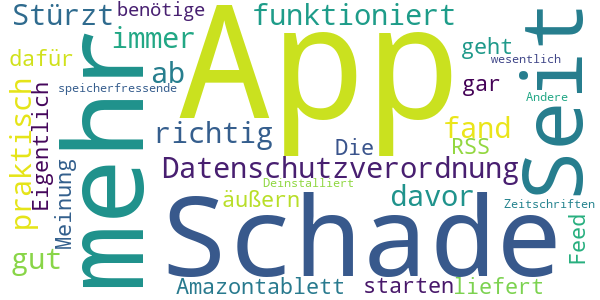 Stürzt
benötige
funktioniert
App
Seit
mehr
immer
dafür
ab
geht
wesentlich
speicherfressende
gar
Andere
praktisch
Eigentlich
richtig
Die
fand
RSS
Meinung
Datenschutzverordnung
Deinstalliert
äußern
davor
Schade
Zeitschriften
Feed
gut
Amazontablett
starten
liefert